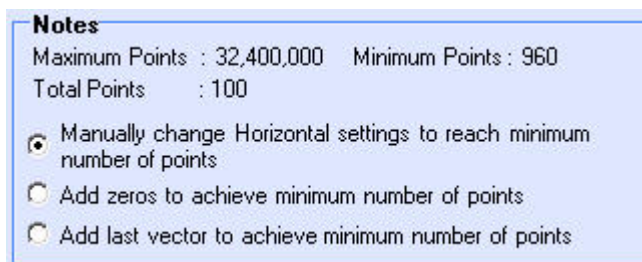 Notes
Maximum Points : 32,400,000 Minimum Points : 960
Total Points : 100
Manually change Horizontal settings to reach minimum
number of points
Add zeros to achieve minimum number of points
Add last vector to achieve minimum number of points